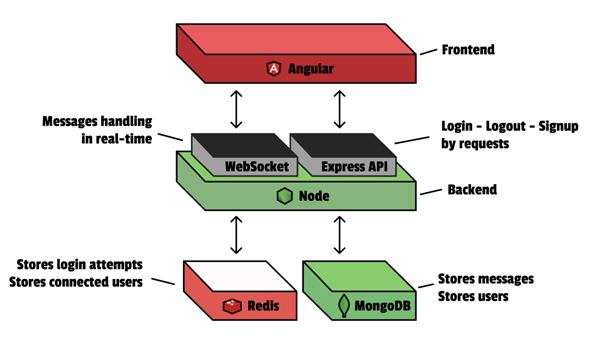 Angular
Frontend
Messages handling
in real-time
Login - Logout - Signup
by requests
WebSocket
Express API
Node
Backend
Stores login attempts
Stores connected users
Redis
MongoDB
Stores messages
Stores users